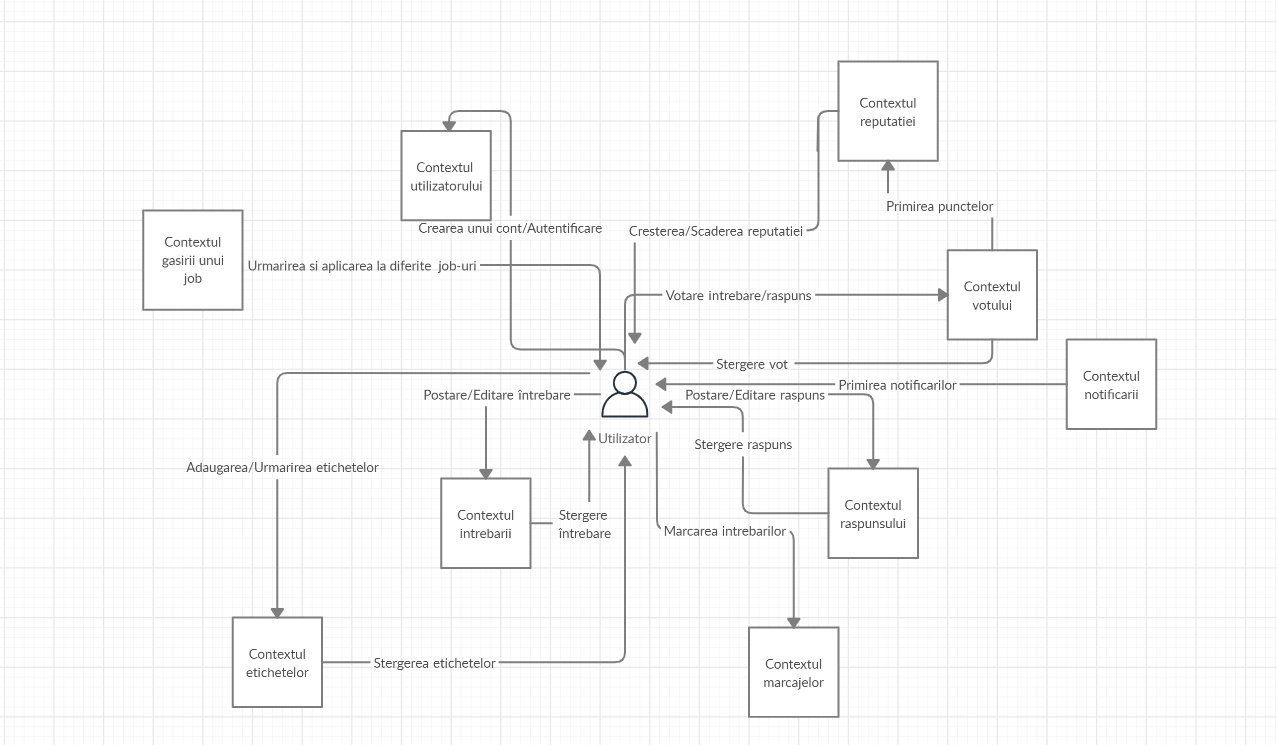 Contextul
reputatiei
Contextul
utilizatorului
Primirea punctelor
Crearea unui cont/Autentificare
Cresterea/Scaderea reputatiei
Contextul
gasirii unui
job
Urmarirea si aplicarea la diferite job-uri
Votare intrebare/raspuns
Contextul
votului
Stergere vot
Primirea notificarilor
Contextul
notificarii
Postare/Editare întrebare
Postare/Editare raspuns
Utilizator
Stergere raspuns
Adaugarea/Urmarirea etichetelor
Contextul
intrebarii
Stergere
întrebare
Marcarea intrebarilor
Contextul
raspunsului
Contextul
etichetelor
Stergerea etichetelor
Contextul
marcajelor